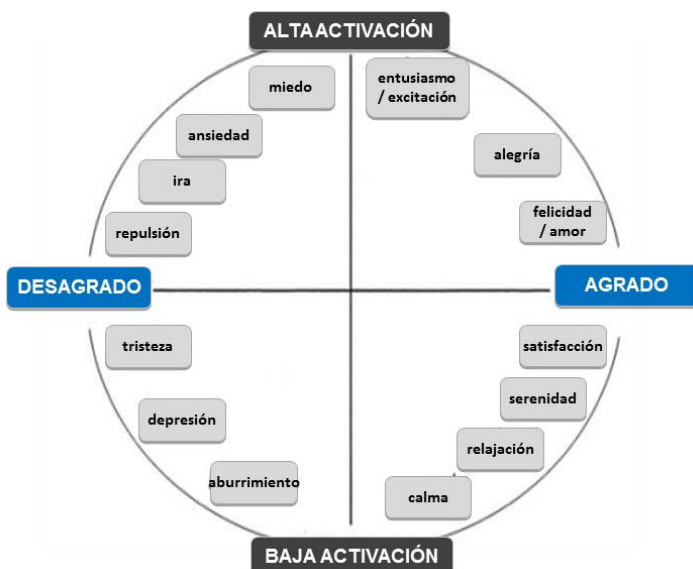 ALTA ACTIVACIÓN
miedo
entusiasmo
/ excitación
ansiedad
alegría
ira
repulsión
felicidad
/ amor
DESAGRADO
AGRADO
tristeza
satisfacción
serenidad
depresión
relajación
aburrimiento
calma
BAJA ACTIVACIÓN